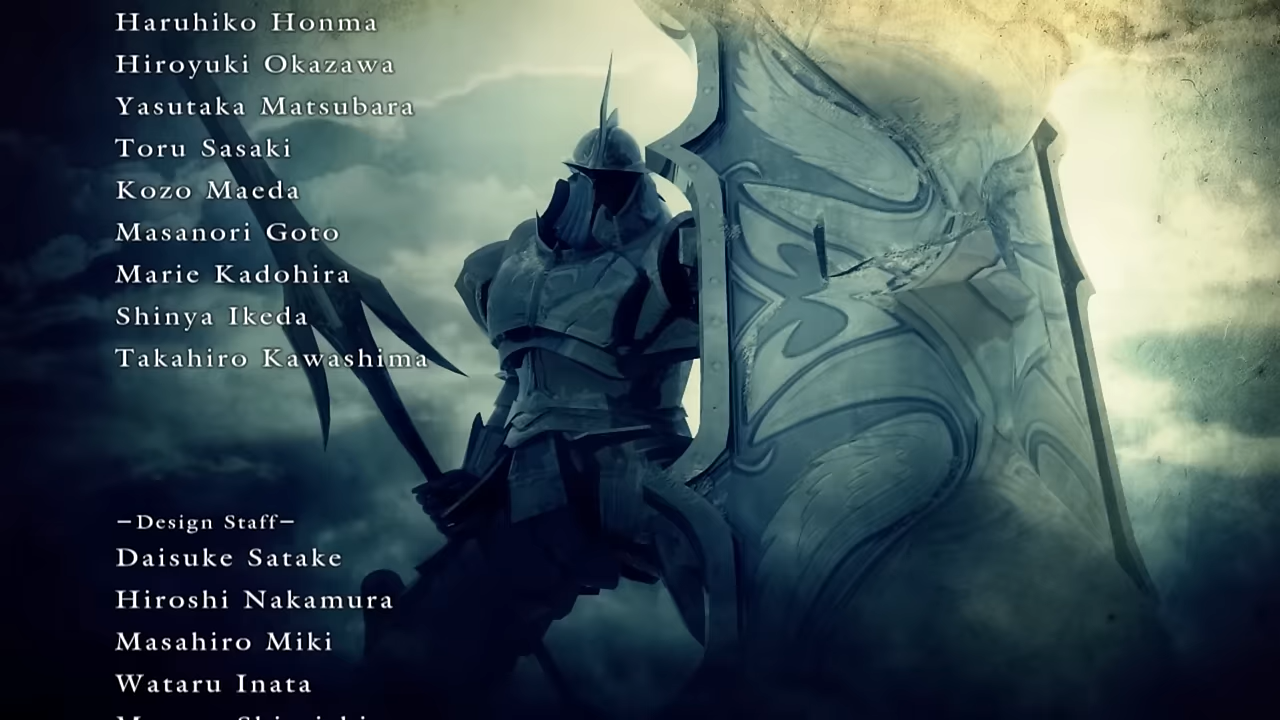 Haruhiko Honma
Hiroyuki Okazawa
Yasutaka Matsubara
Toru Sasaki
Kozo Maeda
Masanori Goto
Marie Kadohira
Shinya Ikeda
Takahiro Kawashima
—Design Staff—
Daisuke Satake
Hiroshi Nakamura
Masahiro Miki
Wataru Inata